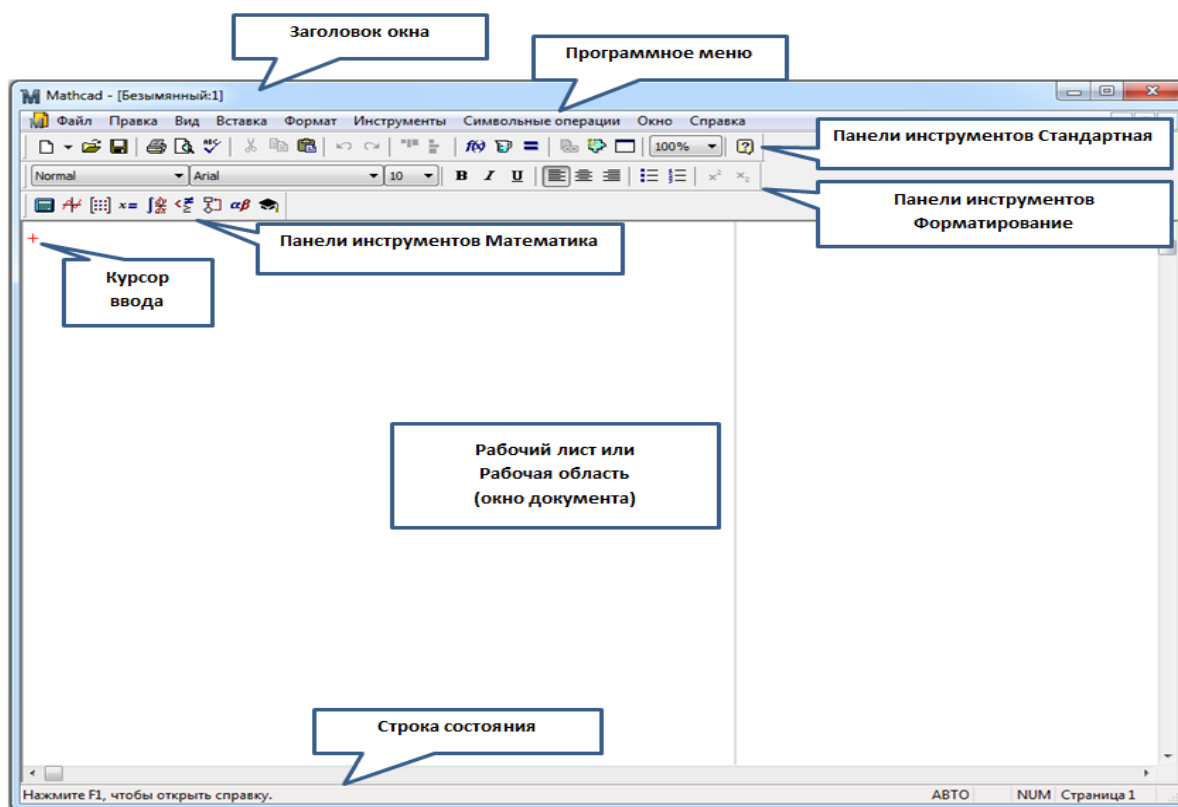 Заголовок окна
Программное меню
Mathcad - [Безымянный:1]
Файл Правка Вид Вставка Формат Инструменты Символьные операции Окно Справка
Панели инструментов Стандартная
100%
Normal Arial 10 B I U
Панели инструментов
Форматирование
Панели инструментов Математика
Курсор
ввода
Рабочий лист или
Рабочая область
(окно документа)
Строка состояния
Нажмите F1, чтобы открыть справку. АВТО NUM Страница 1